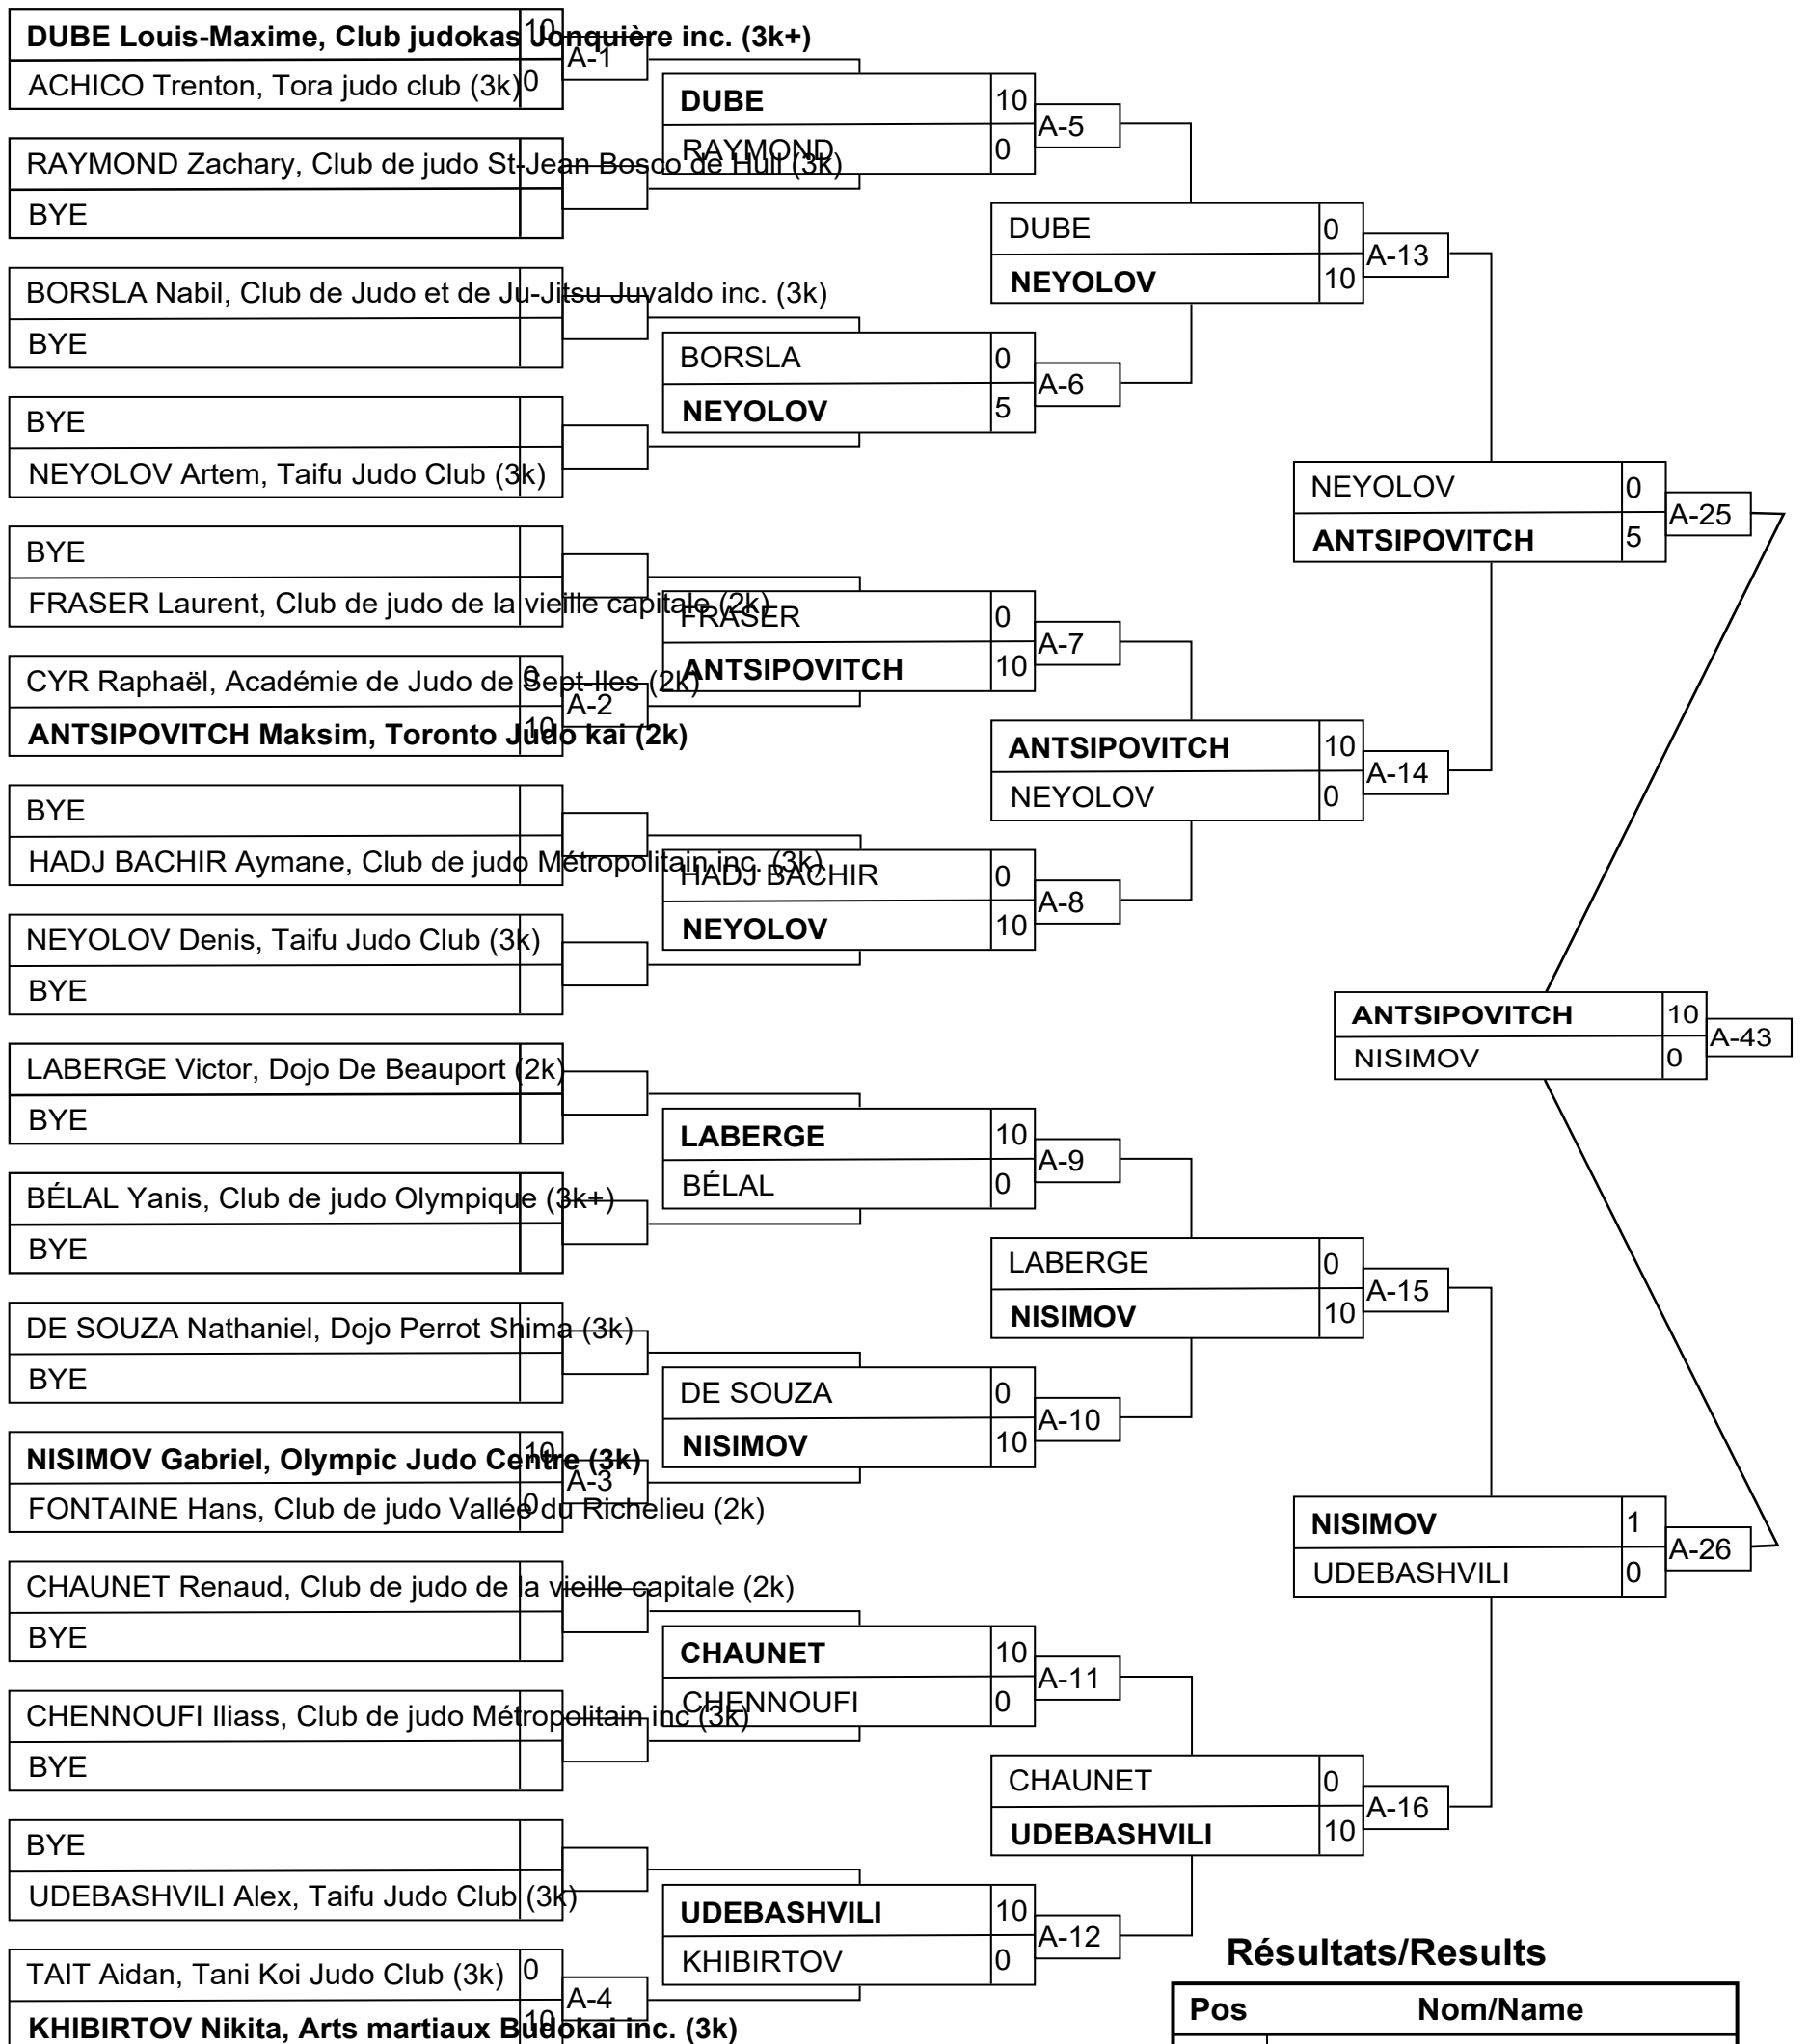 DUBE Louis-Maxime, Club judokas Jonquière inc. (3k+) 10
ACHICO Trenton, Tora judo club (3k) 0
A-1
RAYMOND Zachary, Club de judo St-Jean Bosco de Hull (3k)
BYE
BORSLA Nabil, Club de Judo et de Ju-Jitsu Juvaldo inc. (3k)
BYE
BYE
NEYOLOV Artem, Taifu Judo Club (3k)
BYE
FRASER Laurent, Club de judo de la vieille capitale (2k)
CYR Raphaël, Académie de Judo de Sept-Iles (2k) 0
ANTSIPOVITCH Maksim, Toronto Judo kai (2k) 10
A-2
BYE
HADJ BACHIR Aymane, Club de judo Métropolitain inc. (3k)
NEYOLOV Denis, Taifu Judo Club (3k)
BYE
LABERGE Victor, Dojo De Beauport (2k)
BYE
BÉLAL Yanis, Club de judo Olympique (3k+)
BYE
DE SOUZA Nathaniel, Dojo Perrot Shima (3k)
BYE
NISIMOV Gabriel, Olympic Judo Centre (3k) 10
FONTAINE Hans, Club de judo Vallée du Richelieu (2k) 0
A-3
CHAUNET Renaud, Club de judo de la vieille capitale (2k)
BYE
CHENNOUFI Iliass, Club de judo Métropolitain inc (3k)
BYE
BYE
UDEBASHVILI Alex, Taifu Judo Club (3k)
TAIT Aidan, Tani Koi Judo Club (3k) 0
KHIBIRTOV Nikita, Arts martiaux Budokai inc. (3k) 10
A-4
DUBE 10
RAYMOND 0
A-5
BORSLA 0
NEYOLOV 5
A-6
FRASER 0
ANTSIPOVITCH 10
A-7
HADJ BACHIR 0
NEYOLOV 10
A-8
LABERGE 10
BÉLAL 0
A-9
DE SOUZA 0
NISIMOV 10
A-10
CHAUNET 10
CHENNOUFI 0
A-11
UDEBASHVILI 10
KHIBIRTOV 0
A-12
DUBE 0
NEYOLOV 10
A-13
ANTSIPOVITCH 10
NEYOLOV 0
A-14
LABERGE 0
NISIMOV 10
A-15
CHAUNET 0
UDEBASHVILI 10
A-16
NEYOLOV 0
ANTSIPOVITCH 5
A-25
NISIMOV 1
UDEBASHVILI 0
A-26
ANTSIPOVITCH 10
NISIMOV 0
A-43
Résultats/Results
Pos Nom/Name